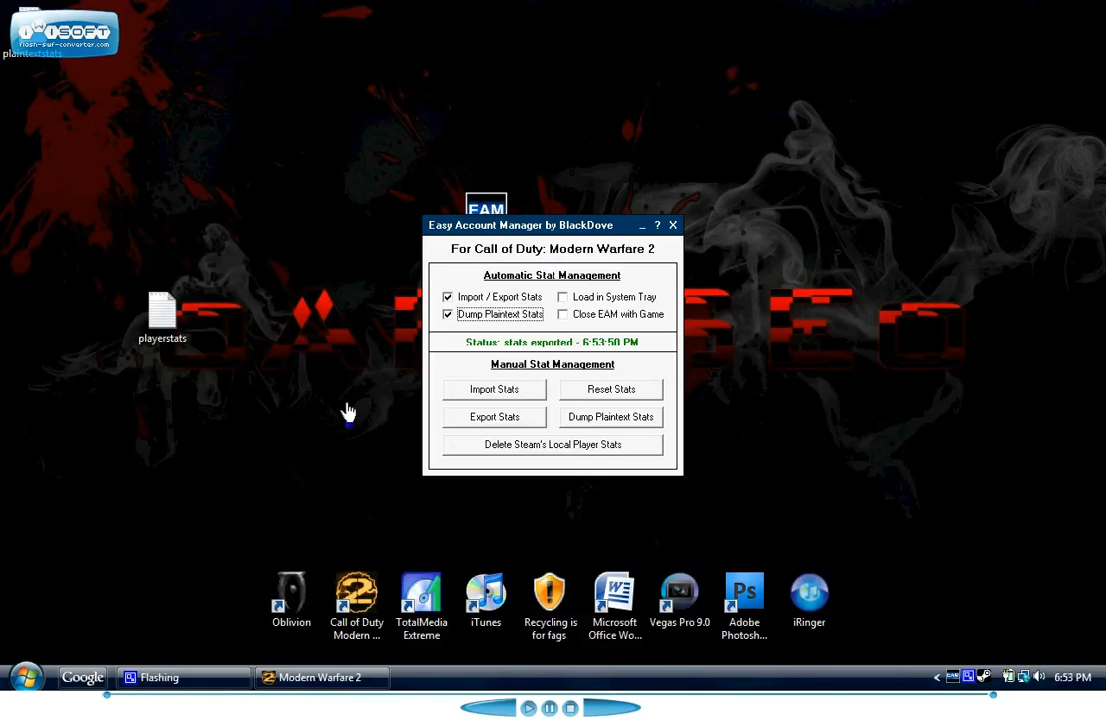 iWiSOFT
flash-swf-converter.com
plaintextstats
EAM
Easy Account Manager by BlackDove
_ ? X
For Call of Duty: Modern Warfare 2
Automatic Stat Management
Import / Export Stats
Load in System Tray
Dump Plaintext Stats
Close EAM with Game
Status: stats exported - 6:53:50 PM
Manual Stat Management
Import Stats
Reset Stats
Export Stats
Dump Plaintext Stats
Delete Steam's Local Player Stats
playerstats
Oblivion
Call of Duty
Modern ...
TotalMedia
Extreme
iTunes
Recycling is
for fags
Microsoft
Office Wo...
Vegas Pro 9.0
Ps
Adobe
Photosh...
iRinger
Google
Flashing
Modern Warfare 2
<
EAM
6:53 PM